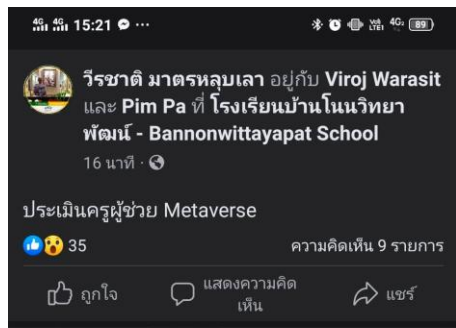 4G 4G 15:21 ...
Vo) LTE1 4G2 89
วีรชาติ มาตรหลุบเลา อยู่กับ Viroj Warasit
และ Pim Pa ที่ โรงเรียนบ้านโนนวิทยา
พัฒน์ - Bannonwittayapat School
16 นาที ·
ประเมินครูผู้ช่วย Metaverse
35 ความคิดเห็น 9 รายการ
ถูกใจ
แสดงความคิด
เห็น
แชร์